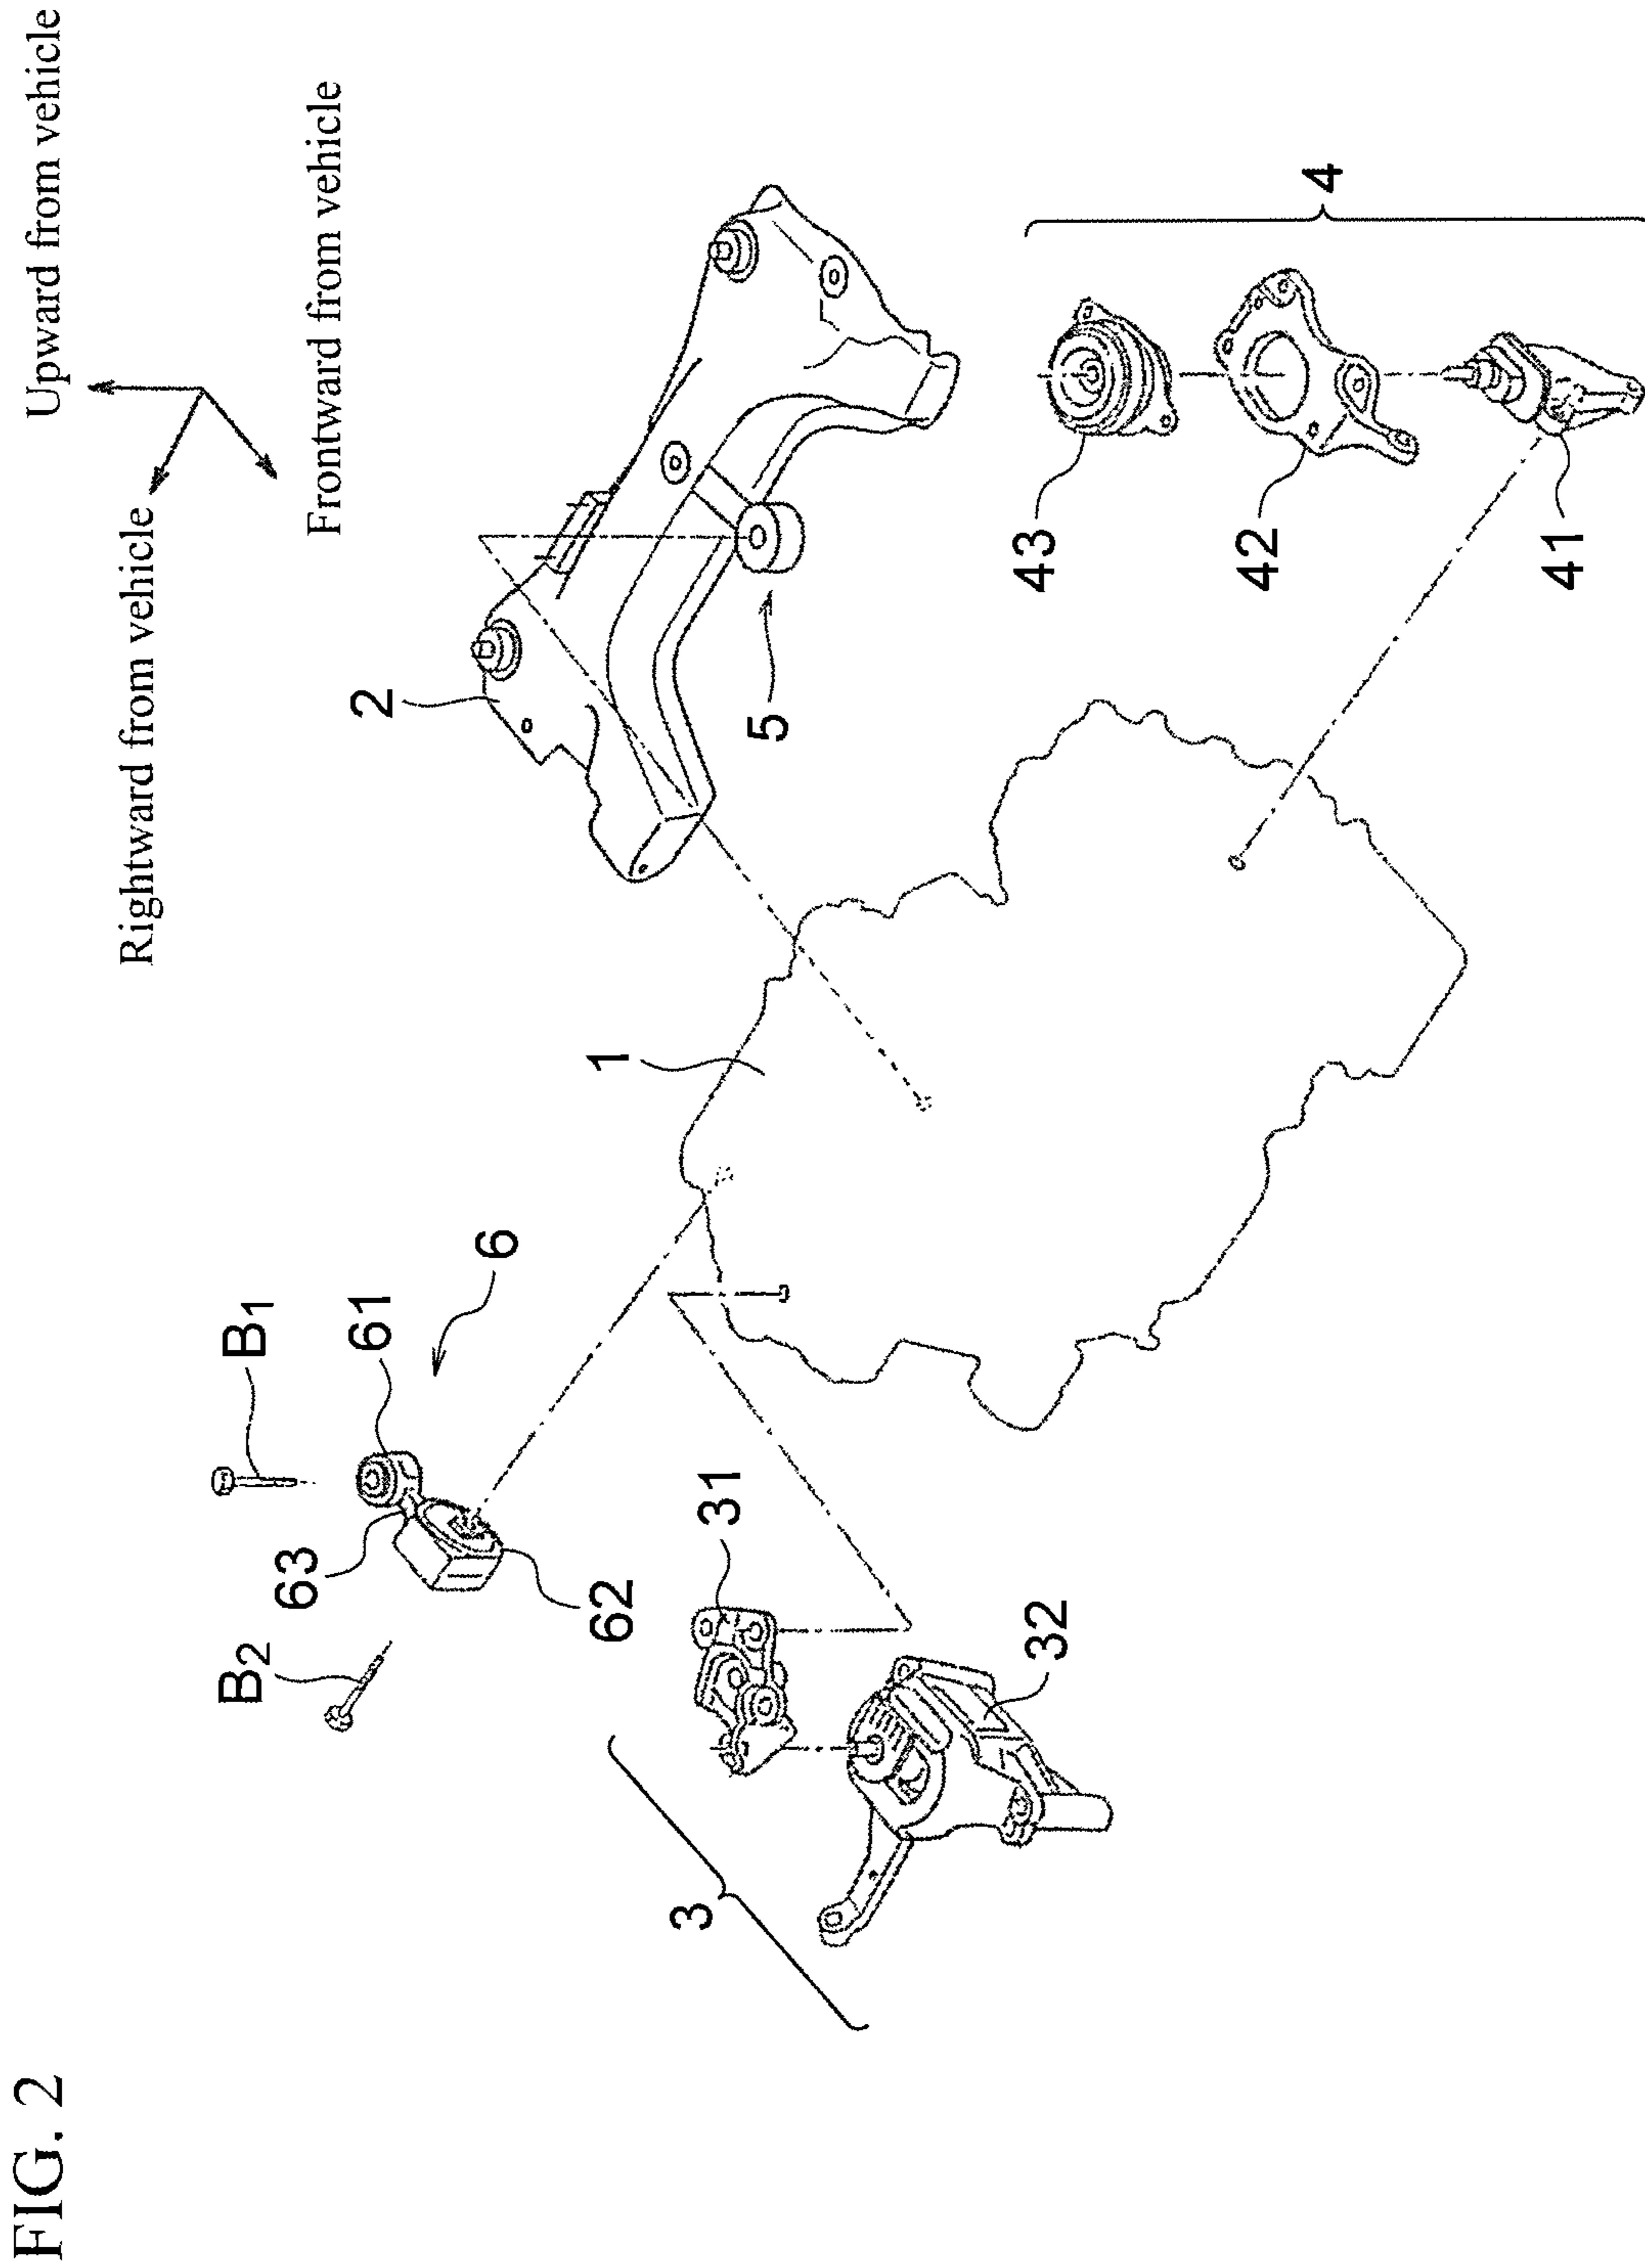 FIG. 2
Upward from vehicle
Rightward from vehicle
Frontward from vehicle
B1
B2
61
63
62
6
2
5
1
31
32
3
43
42
41
4